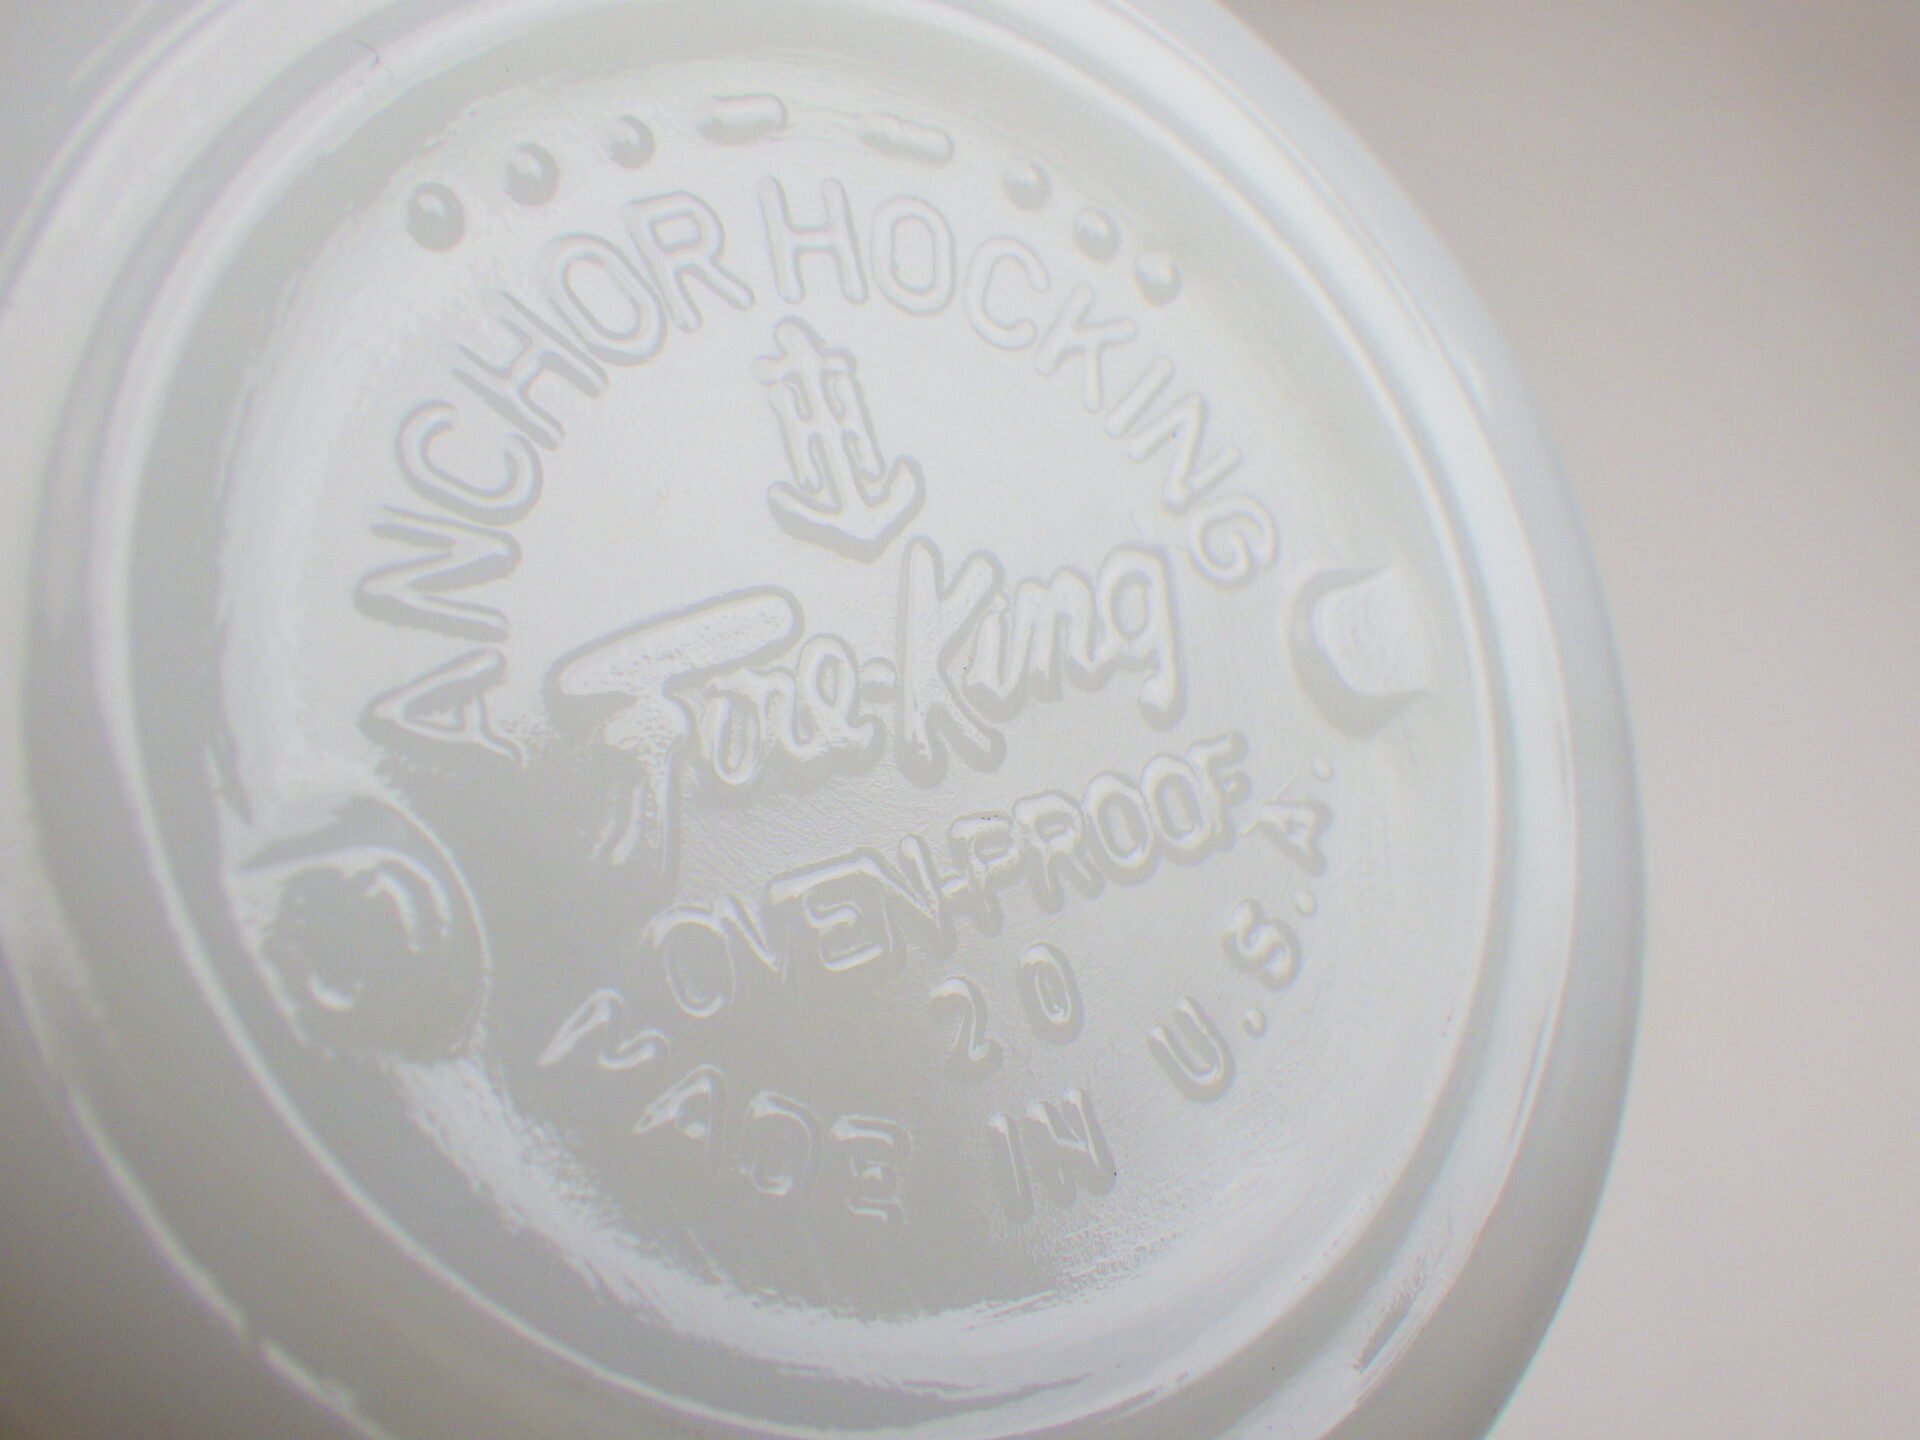 ANCHOR HOCKING
Fire-King
OVEN-PROOF
20
MADE IN U.S.A.